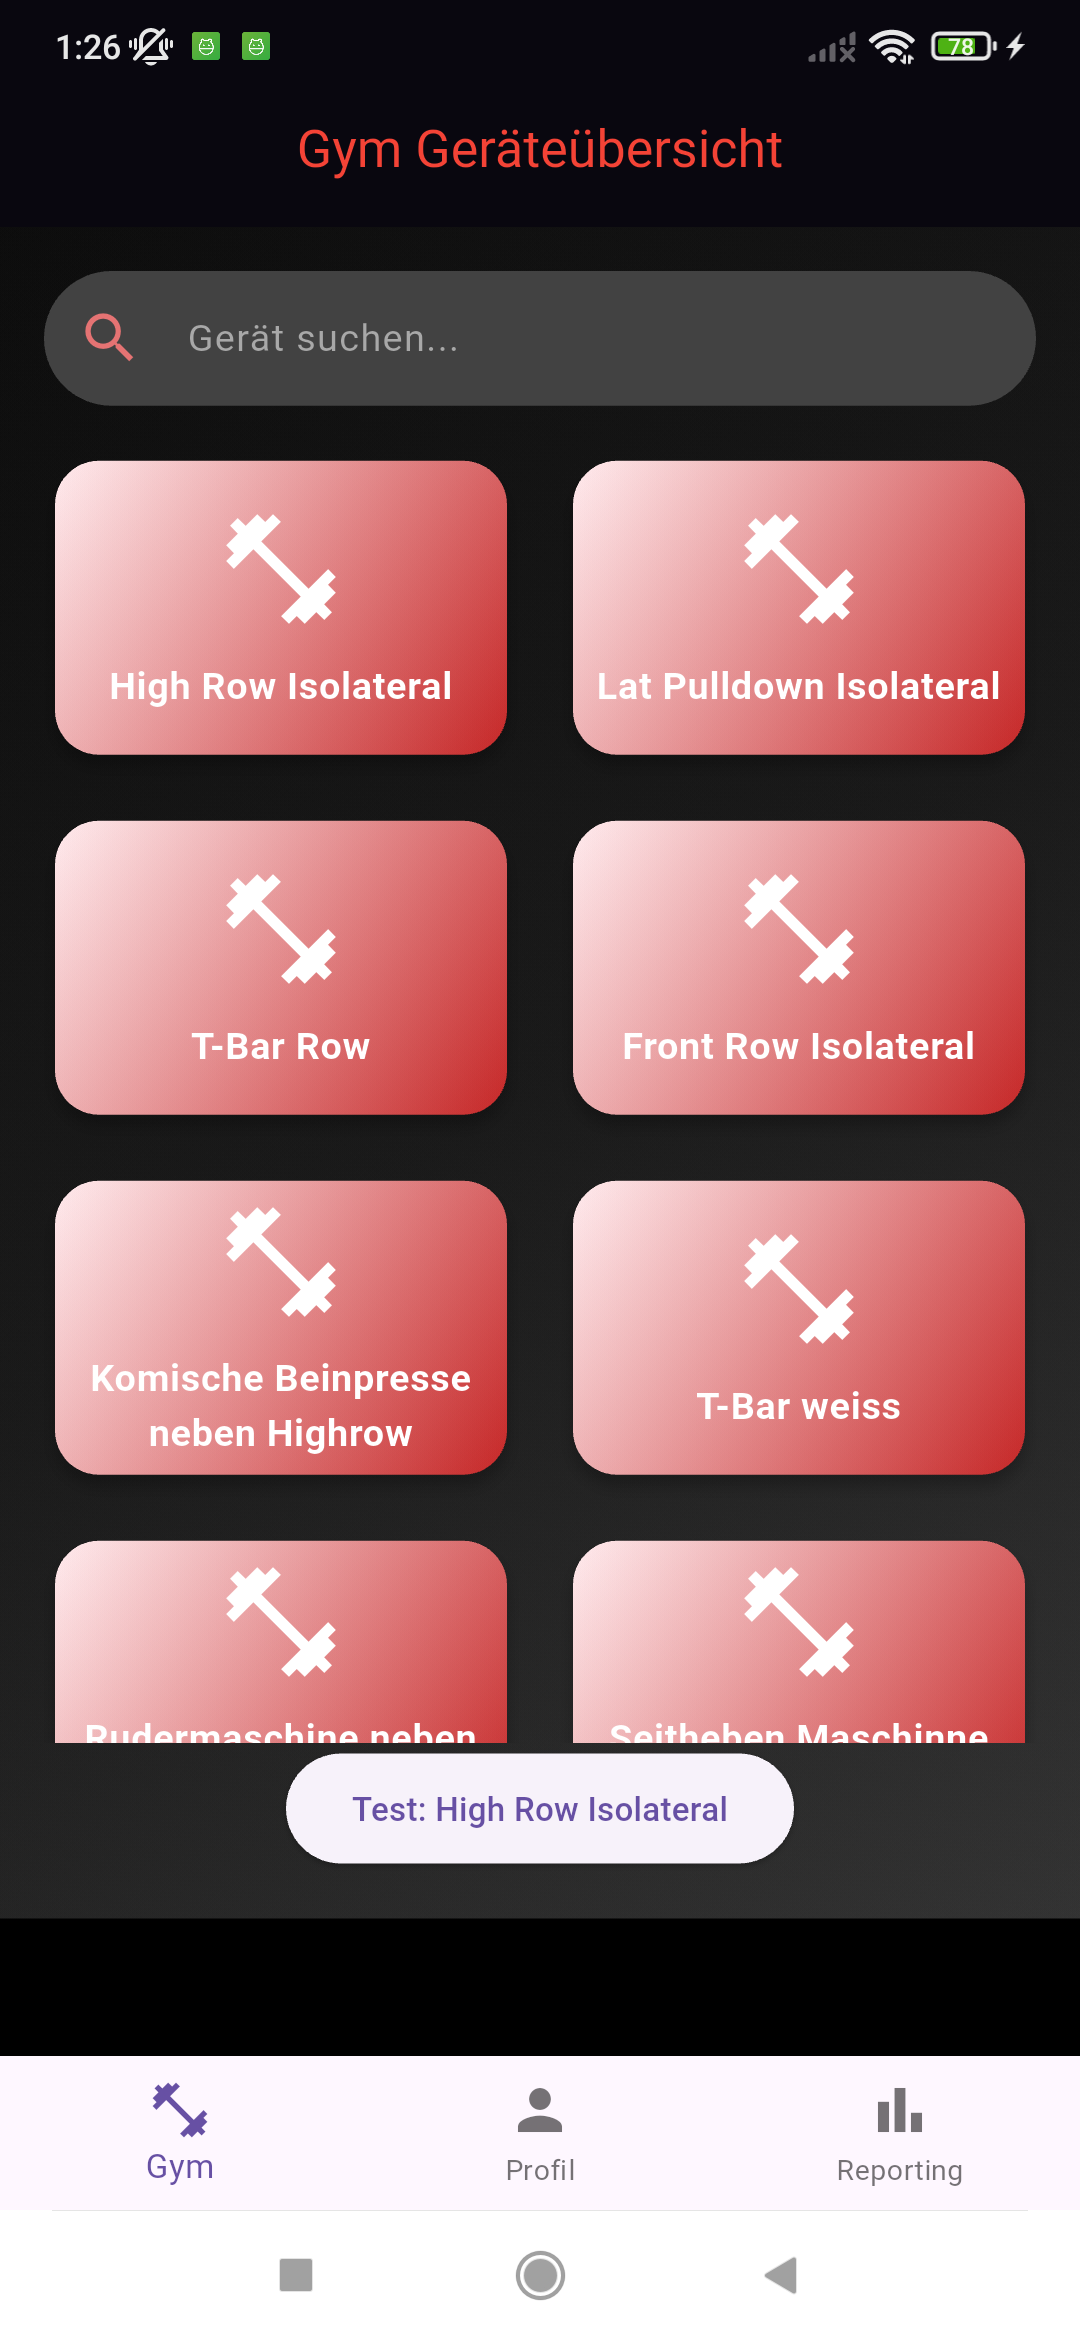 1:26
78
Gym Geräteübersicht
Gerät suchen...
High Row Isolateral
Lat Pulldown Isolateral
T-Bar Row
Front Row Isolateral
Komische Beinpresse
neben Highrow
T-Bar weiss
Rudermaschine neben
Seitheben Maschinne
Test: High Row Isolateral
Gym
Profil
Reporting